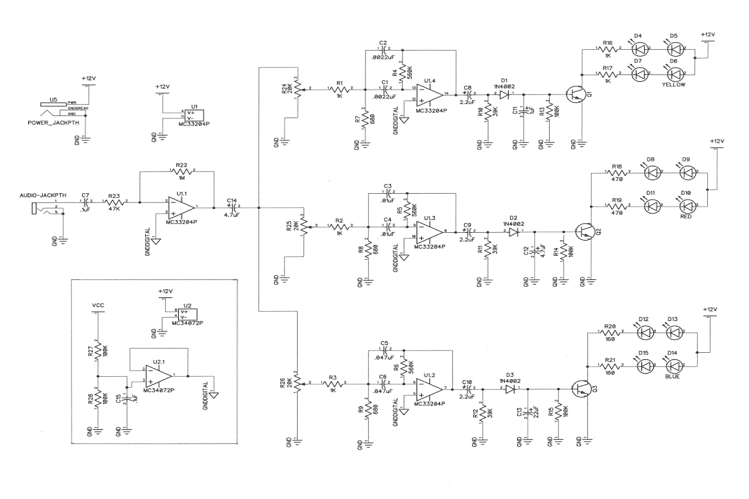 C2
.0022uF
R4
560K
R16
1K
D4
D5
+12V
R17
1K
D7
D6
YELLOW
+12V
U5
PWR
GNDBREAK
GND
POWER_JACKPTH
GND
+12V
U1
V+
V-
MC33204P
GND
R24
20K
GND
R1
1K
C1
.0022uF
R7
680
GND
U1.4
MC33204P
GNDDIGITAL
C8
2.2uF
R10
39K
GND
D1
1N4002
C11
GND
R13
100K
GND
Q1
GND
AUDIO-JACKPTH
GND
C7
.1uF
R23
47K
R22
1M
U1.1
MC33204P
GNDDIGITAL
C14
4.7uF
R25
20K
GND
R2
1K
C3
.01uF
R5
560K
C4
.01uF
R8
680
GND
U1.3
MC33204P
GNDDIGITAL
C9
2.2uF
R11
39K
GND
D2
1N4002
C12
4.7uF
GND
R14
100K
GND
Q2
GND
R18
470
D8
D9
+12V
R19
470
D11
D10
RED
VCC
+12V
U2
V+
V-
MC34072P
GND
R27
100K
R28
100K
GND
C15
GND
U2.1
MC34072P
GNDDIGITAL
R26
20K
GND
R3
1K
C5
.047uF
R6
560K
C6
.047uF
R9
680
GND
U1.2
MC33204P
GNDDIGITAL
C10
2.2uF
R12
39K
GND
D3
1N4002
C13
22uF
GND
R15
100K
GND
Q3
GND
R20
160
D12
D13
+12V
R21
160
D15
D14
BLUE